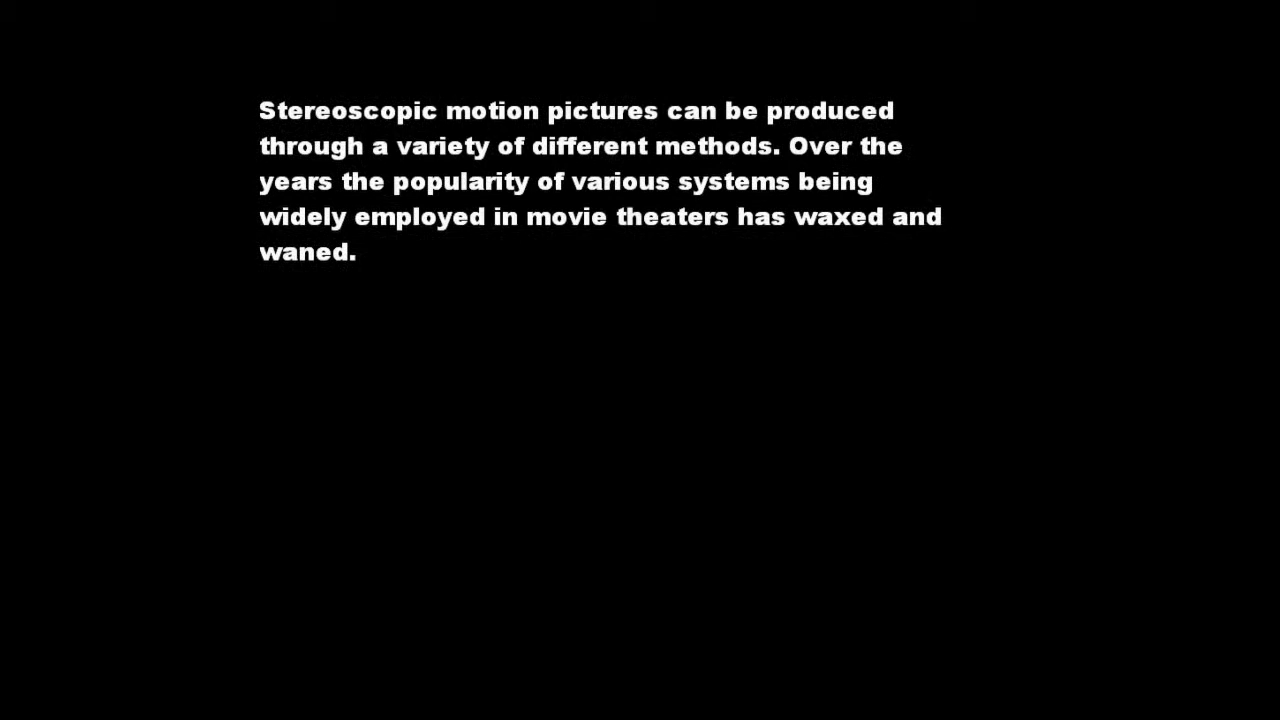 Stereoscopic motion pictures can be produced
through a variety of different methods. Over the
years the popularity of various systems being
widely employed in movie theaters has waxed and
waned.